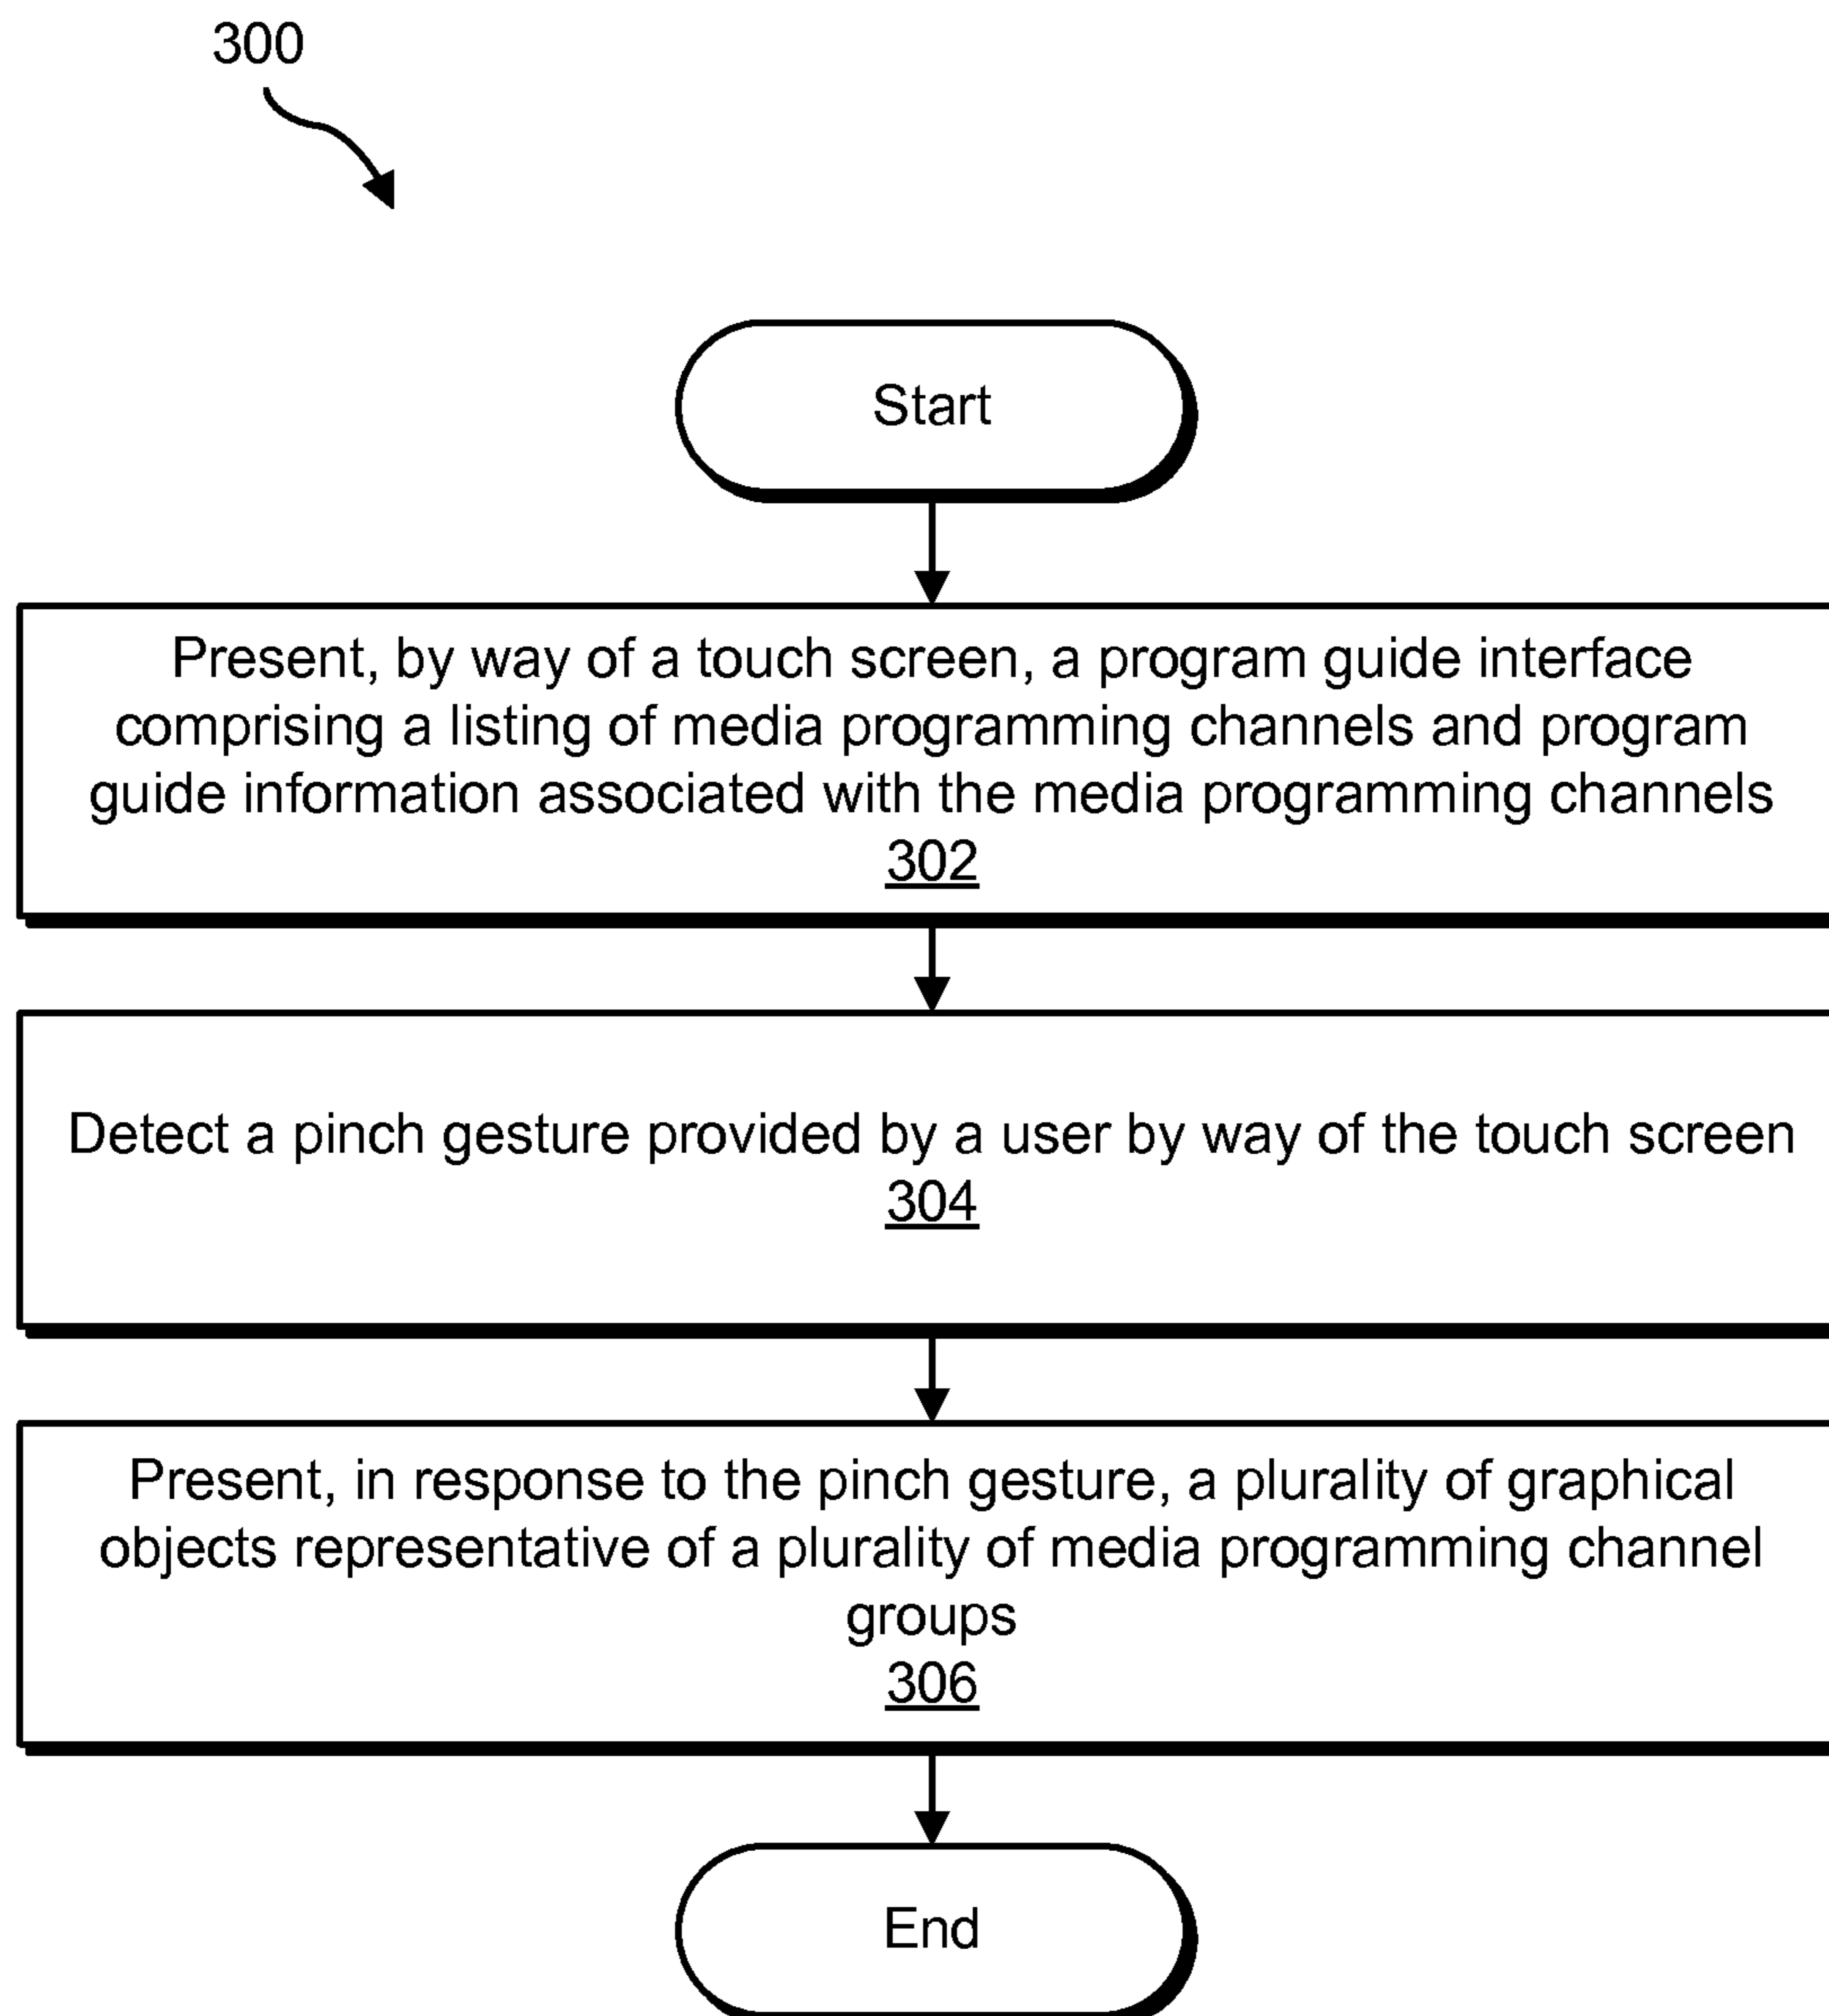 300
Start
Present, by way of a touch screen, a program guide interface
comprising a listing of media programming channels and program
guide information associated with the media programming channels
302
Detect a pinch gesture provided by a user by way of the touch screen
304
Present, in response to the pinch gesture, a plurality of graphical
objects representative of a plurality of media programming channel
groups
306
End